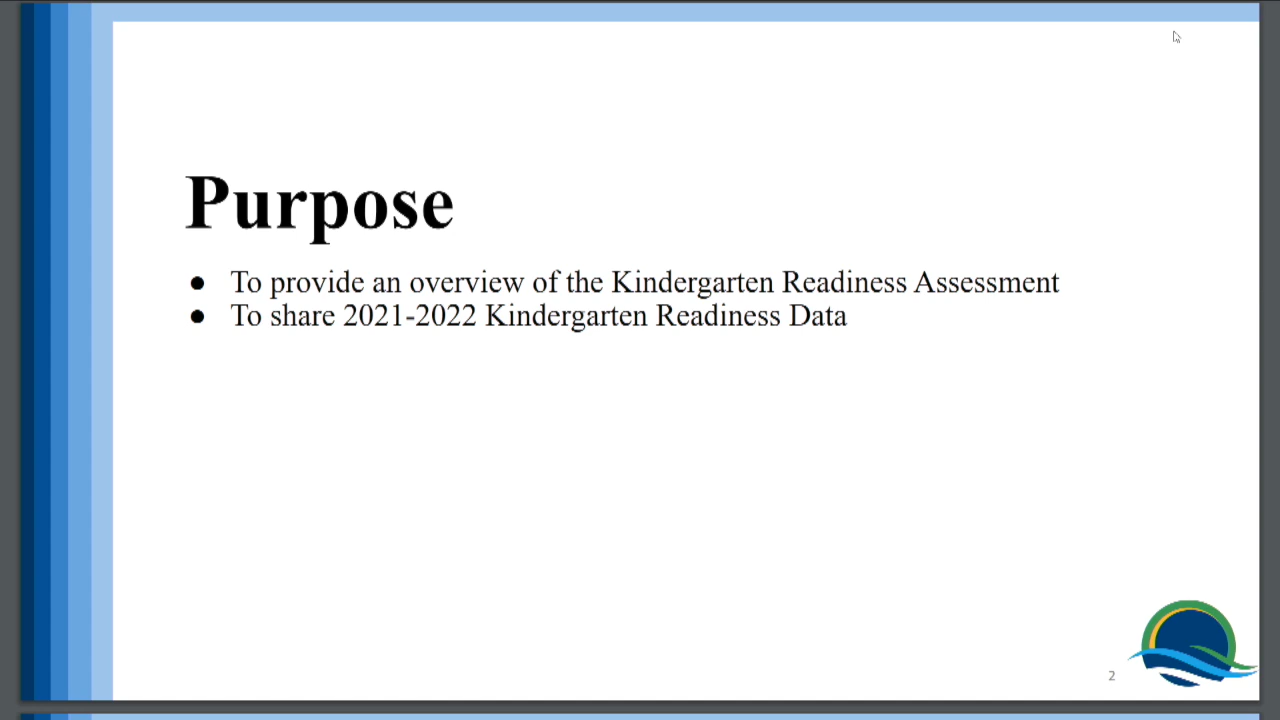 Purpose
● To provide an overview of the Kindergarten Readiness Assessment
● To share 2021-2022 Kindergarten Readiness Data
2